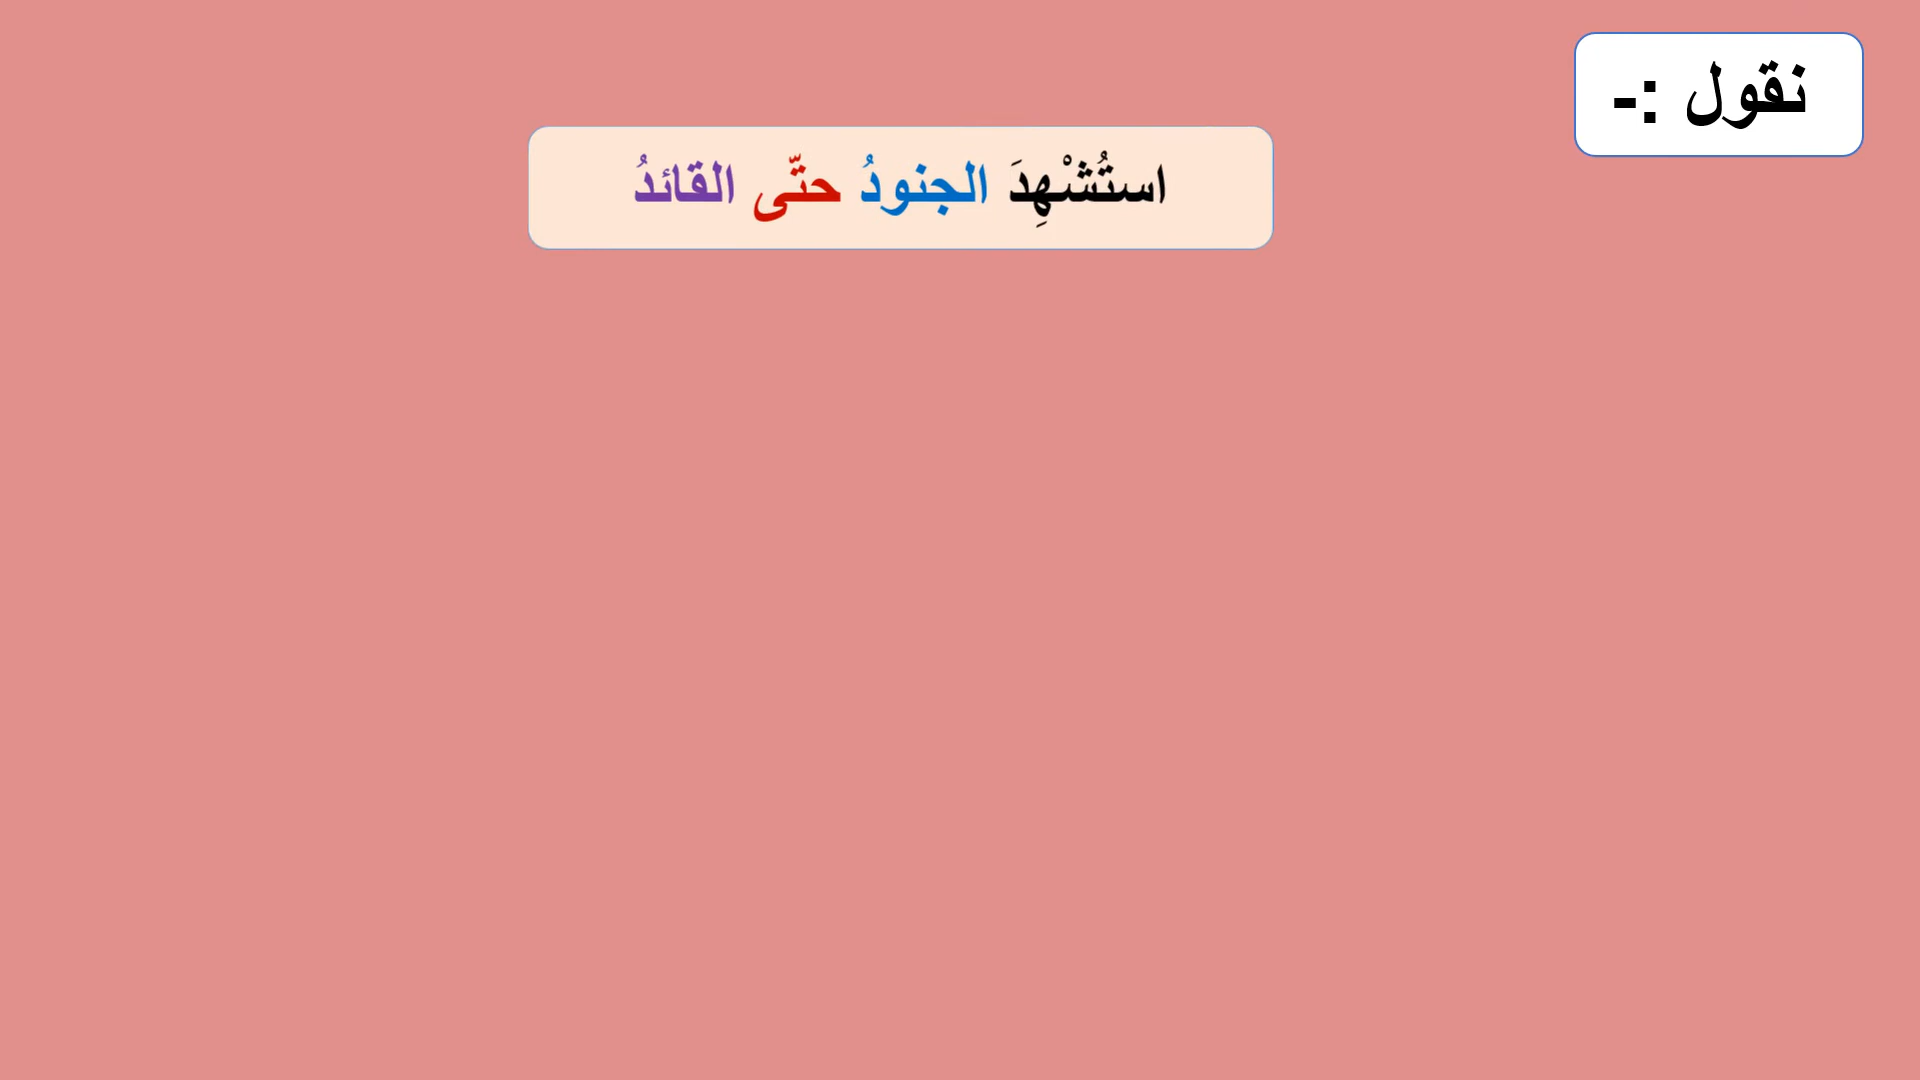 نقول :-
استُشْهِدَ الجنودُ حتّى القائدُ